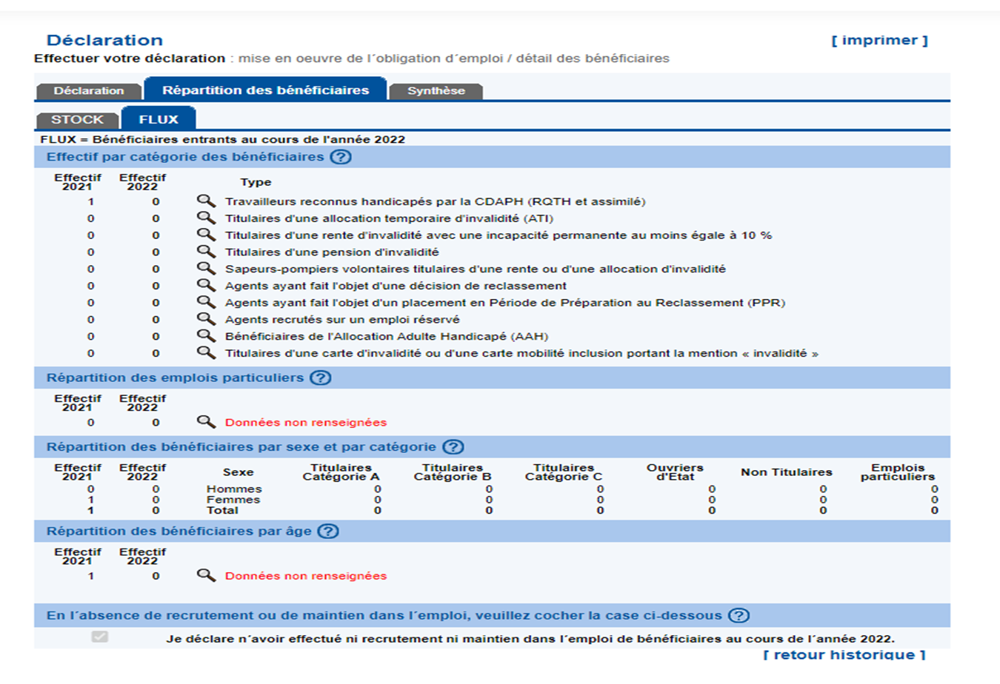 Déclaration [ imprimer ]
Effectuer votre déclaration : mise en oeuvre de l´obligation d´emploi / détail des bénéficiaires
Déclaration Répartition des bénéficiaires Synthèse
STOCK FLUX
FLUX = Bénéficiaires entrants au cours de l'année 2022
Effectif par catégorie des bénéficiaires ?
Effectif 2021 Effectif 2022 Type
1 0 Travailleurs reconnus handicapés par la CDAPH (RQTH et assimilé)
0 0 Titulaires d'une allocation temporaire d'invalidité (ATI)
0 0 Titulaires d'une rente d'invalidité avec une incapacité permanente au moins égale à 10 %
0 0 Titulaires d'une pension d'invalidité
0 0 Sapeurs-pompiers volontaires titulaires d'une rente ou d'une allocation d'invalidité
0 0 Agents ayant fait l'objet d'une décision de reclassement
0 0 Agents ayant fait l'objet d'un placement en Période de Préparation au Reclassement (PPR)
0 0 Agents recrutés sur un emploi réservé
0 0 Bénéficiaires de l'Allocation Adulte Handicapé (AAH)
0 0 Titulaires d'une carte d'invalidité ou d'une carte mobilité inclusion portant la mention « invalidité »
Répartition des emplois particuliers ?
Effectif 2021 Effectif 2022
0 0 Données non renseignées
Répartition des bénéficiaires par sexe et par catégorie ?
Effectif 2021 Effectif 2022 Sexe Titulaires Catégorie A Titulaires Catégorie B Titulaires Catégorie C Ouvriers d'Etat Non Titulaires Emplois particuliers
0 0 Hommes 0 0 0 0 0 0
1 0 Femmes 0 0 0 0 0 0
1 0 Total 0 0 0 0 0 0
Répartition des bénéficiaires par âge ?
Effectif 2021 Effectif 2022
1 0 Données non renseignées
En l´absence de recrutement ou de maintien dans l´emploi, veuillez cocher la case ci-dessous ?
Je déclare n´avoir effectué ni recrutement ni maintien dans l´emploi de bénéficiaires au cours de l´année 2022.
[ retour historique ]